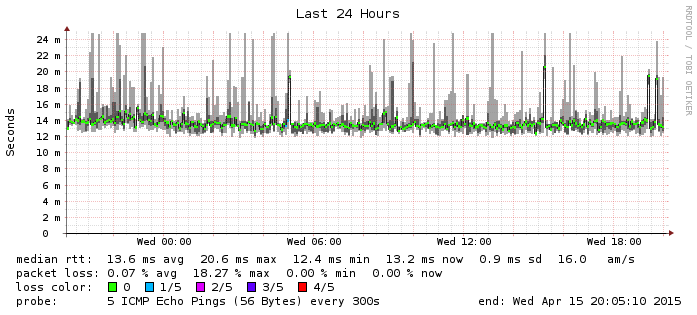 Last 24 Hours
RRDTOOL / TOBI OETIKER
Seconds
24 m
22 m
20 m
18 m
16 m
14 m
12 m
10 m
8 m
6 m
4 m
2 m
0
Wed 00:00 Wed 06:00 Wed 12:00 Wed 18:00
median rtt: 13.6 ms avg 20.6 ms max 12.4 ms min 13.2 ms now 0.9 ms sd 16.0 am/s
packet loss: 0.07 % avg 18.27 % max 0.00 % min 0.00 % now
loss color: 0 1/5 2/5 3/5 4/5
probe: 5 ICMP Echo Pings (56 Bytes) every 300s end: Wed Apr 15 20:05:10 2015